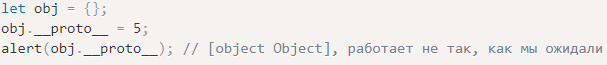 let obj = {};
obj.__proto__ = 5;
alert(obj.__proto__); // [object Object], работает не так, как мы ожидали